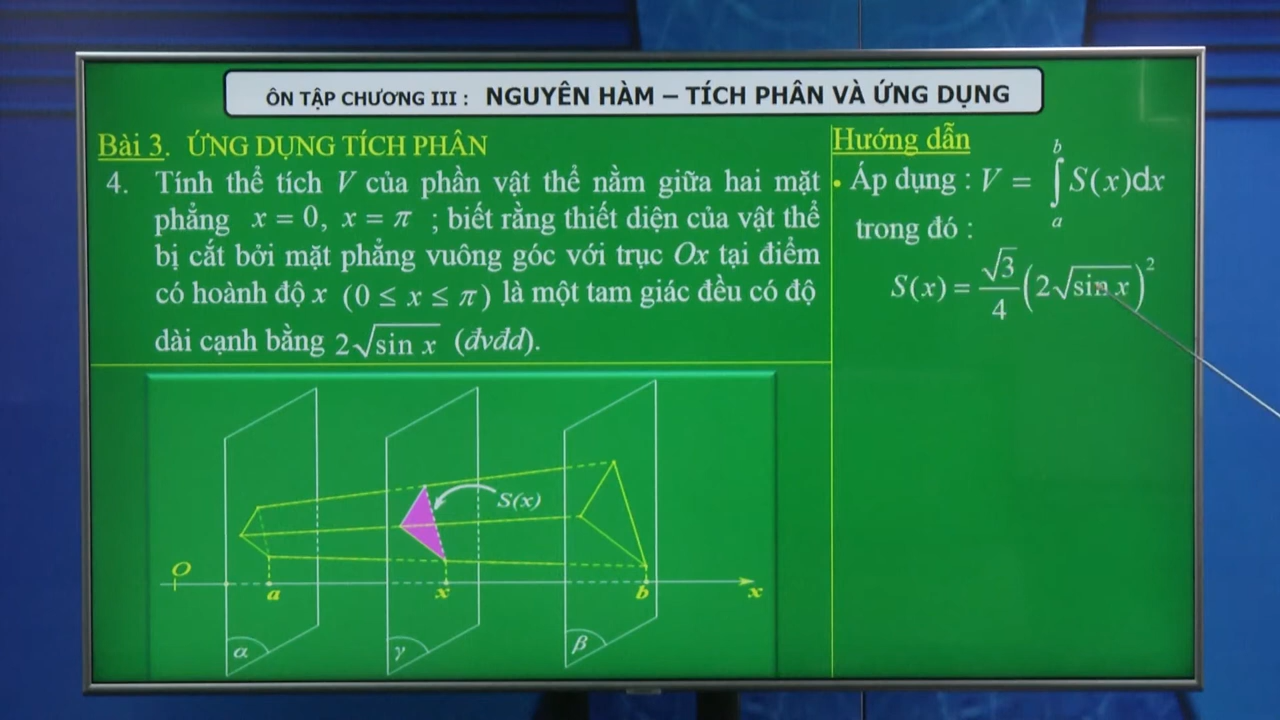 ÔN TẬP CHƯƠNG III : NGUYÊN HÀM – TÍCH PHÂN VÀ ỨNG DỤNG
Bài 3. ỨNG DỤNG TÍCH PHÂN
4. Tính thể tích V của phần vật thể nằm giữa hai mặt
phẳng x = 0, x = π ; biết rằng thiết diện của vật thể
bị cắt bởi mặt phẳng vuông góc với trục Ox tại điểm
có hoành độ x (0 ≤ x ≤ π) là một tam giác đều có độ
dài cạnh bằng 2√sin x (đvđd).
Hướng dẫn
• Áp dụng : V = ∫ₐᵇ S(x)dx
trong đó :
S(x) = √3/4 (2√sin x)²
S(x)
O a x b x
α γ β